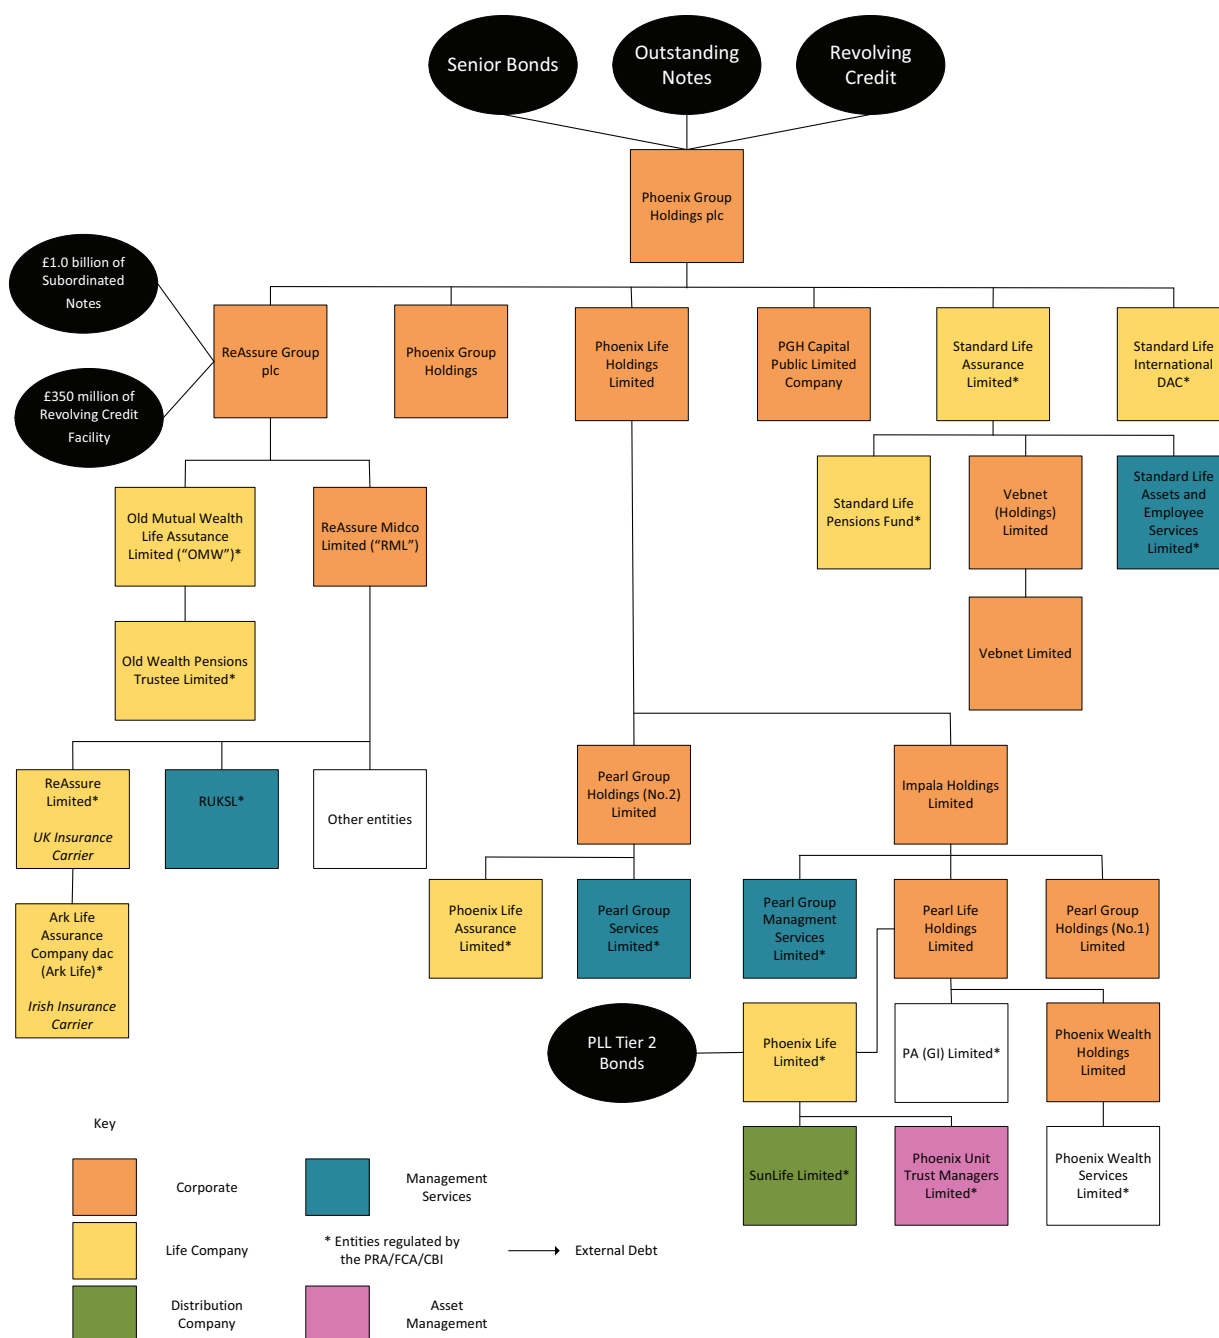 Senior Bonds
Outstanding
Notes
Revolving
Credit
Phoenix Group
Holdings plc
£1.0 billion of
Subordinated
Notes
£350 million of
Revolving Credit
Facility
ReAssure Group
plc
Phoenix Group
Holdings
Phoenix Life
Holdings
Limited
PGH Capital
Public Limited
Company
Standard Life
Assurance
Limited*
Standard Life
International
DAC*
Old Mutual Wealth
Life Assutance
Limited (“OMW”)*
ReAssure Midco
Limited (“RML”)
Standard Life
Pensions Fund*
Vebnet
(Holdings)
Limited
Standard Life
Assets and
Employee
Services
Limited*
Old Wealth Pensions
Trustee Limited*
Vebnet Limited
ReAssure
Limited*
UK Insurance
Carrier
RUKSL*
Other entities
Pearl Group
Holdings (No.2)
Limited
Impala Holdings
Limited
Ark Life
Assurance
Company dac
(Ark Life)*
Irish Insurance
Carrier
Phoenix Life
Assurance
Limited*
Pearl Group
Services
Limited*
Pearl Group
Managment
Services
Limited*
Pearl Life
Holdings
Limited
Pearl Group
Holdings (No.1)
Limited
PLL Tier 2
Bonds
Phoenix Life
Limited*
PA (GI) Limited*
Phoenix Wealth
Holdings
Limited
SunLife Limited*
Phoenix Unit
Trust Managers
Limited*
Phoenix Wealth
Services
Limited*
Key
Corporate
Management
Services
Life Company
* Entities regulated by
the PRA/FCA/CBI
External Debt
Distribution
Company
Asset
Management